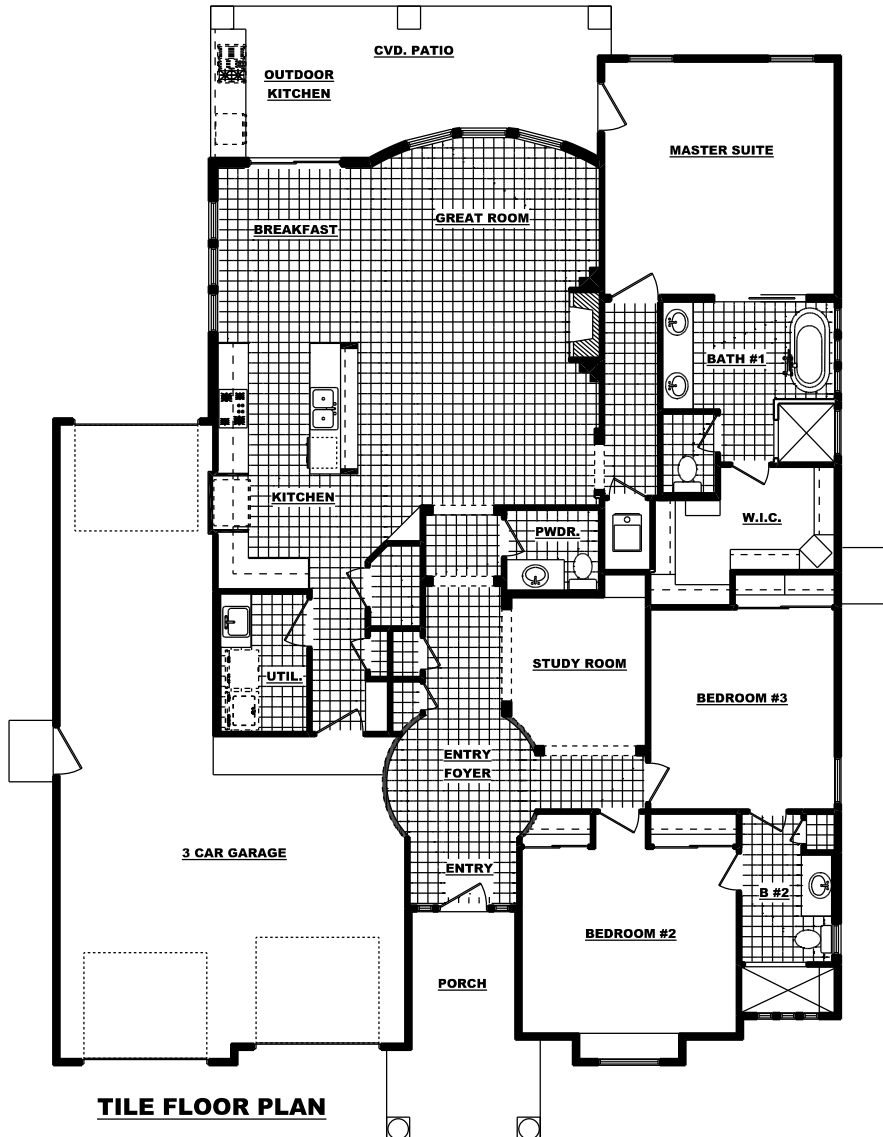 CVD. PATIO
OUTDOOR
KITCHEN
MASTER SUITE
GREAT ROOM
BREAKFAST
BATH #1
KITCHEN
W.I.C.
PWDR.
STUDY ROOM
UTIL.
BEDROOM #3
ENTRY
FOYER
3 CAR GARAGE
ENTRY
B #2
BEDROOM #2
PORCH
TILE FLOOR PLAN